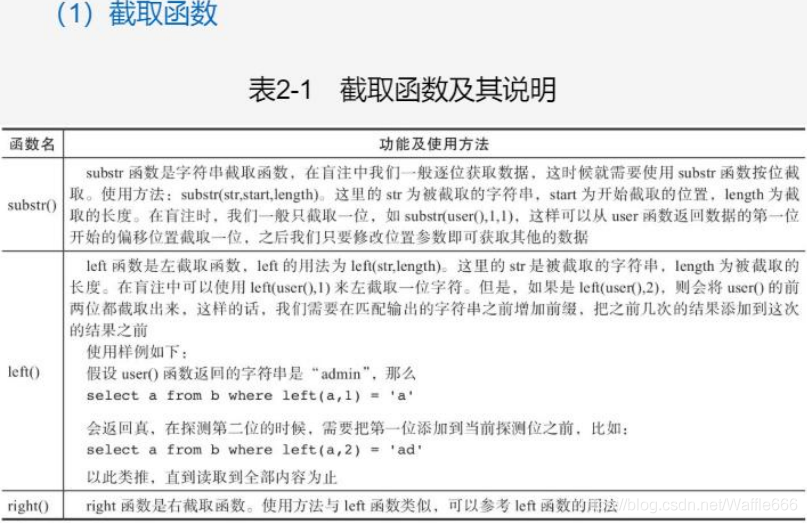 （1）截取函数
表2-1 截取函数及其说明
函数名 功能及使用方法
substr()
substr 函数是字符串截取函数，在盲注中我们一般逐位获取数据，这时候就需要使用 substr 函数按位截
取。使用方法：substr(str,start,length)。这里的 str 为被截取的字符串，start 为开始截取的位置，length 为截
取的长度。在盲注时，我们一般只截取一位，如 substr(user(),1,1)，这样可以从 user 函数返回数据的第一位
开始的偏移位置截取一位，之后我们只要修改位置参数即可获取其他的数据
left()
left 函数是左截取函数，left 的用法为 left(str,length)。这里的 str 是被截取的字符串，length 为被截取的
长度。在盲注中可以使用 left(user(),1) 来左截取一位字符。但是，如果是 left(user(),2)，则会将 user() 的前
两位都截取出来，这样的话，我们需要在匹配输出的字符串之前增加前缀，把之前几次的结果添加到这次
的结果之前
使用样例如下：
假设 user() 函数返回的字符串是“admin”，那么
select a from b where left(a,1) = 'a'
会返回真，在探测第二位的时候，需要把第一位添加到当前探测位之前，比如：
select a from b where left(a,2) = 'ad'
以此类推，直到读取到全部内容为止
right()
right 函数是右截取函数。使用方法与 left 函数类似，可以参考 left 函数的用法
blog.csdn.net/Waffle666